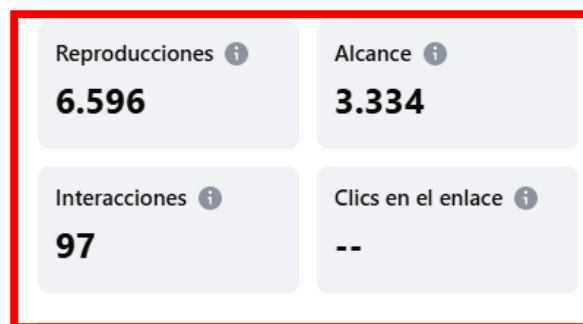 Reproducciones
6.596
Alcance
3.334
Interacciones
97
Clics en el enlace
--